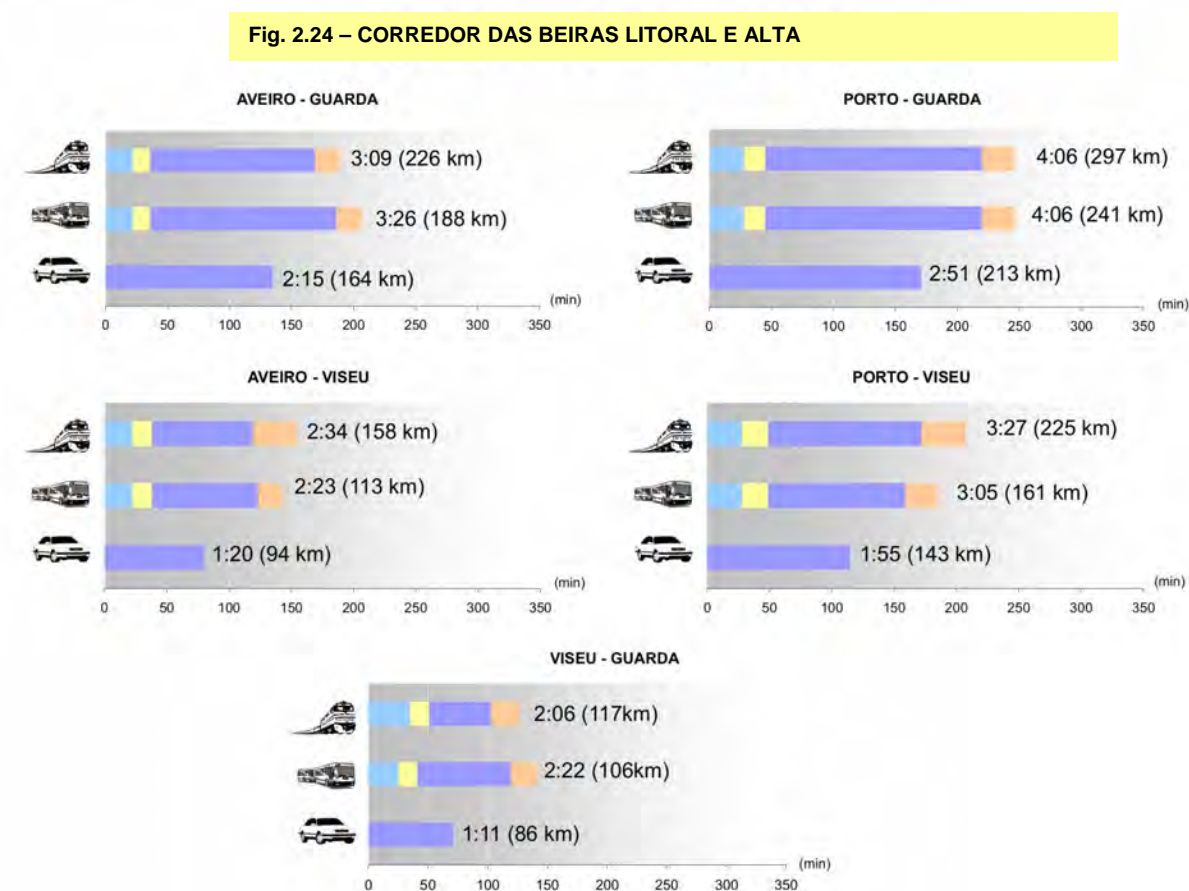 Fig. 2.24 – CORREDOR DAS BEIRAS LITORAL E ALTA
AVEIRO - GUARDA
3:09 (226 km)
3:26 (188 km)
2:15 (164 km)
(min)
0 50 100 150 200 250 300 350
PORTO - GUARDA
4:06 (297 km)
4:06 (241 km)
2:51 (213 km)
(min)
0 50 100 150 200 250 300 350
AVEIRO - VISEU
2:34 (158 km)
2:23 (113 km)
1:20 (94 km)
(min)
0 50 100 150 200 250 300 350
PORTO - VISEU
3:27 (225 km)
3:05 (161 km)
1:55 (143 km)
(min)
0 50 100 150 200 250 300 350
VISEU - GUARDA
2:06 (117km)
2:22 (106km)
1:11 (86 km)
(min)
0 50 100 150 200 250 300 350